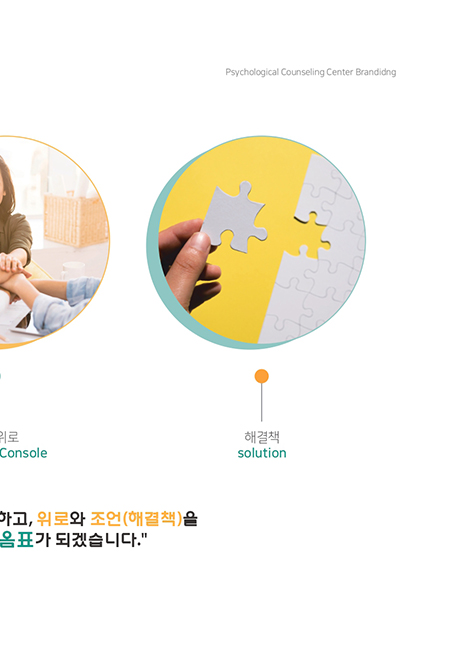 Psychological Counseling Center Brandidng
위로
Console
해결책
solution
하고, 위로와 조언(해결책)을
옴표가 되겠습니다."